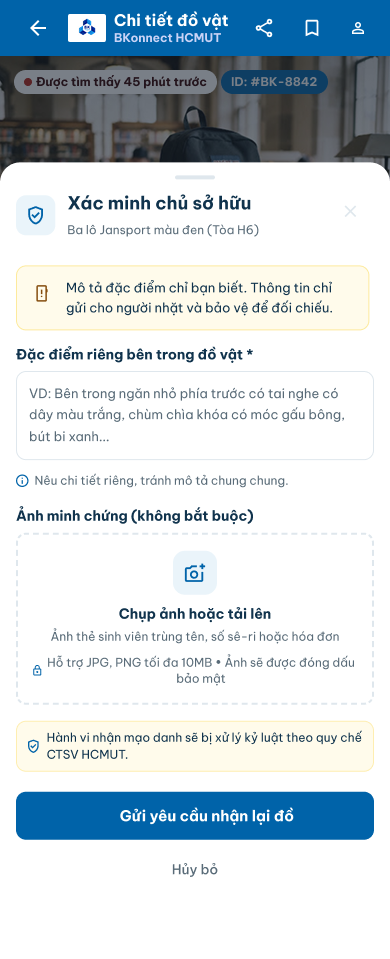 Chi tiết đồ vật
BKonnect HCMUT
Được tìm thấy 45 phút trước
ID: #BK-8842
Xác minh chủ sở hữu
Ba lô Jansport màu đen (Tòa H6)
Mô tả đặc điểm chỉ bạn biết. Thông tin chỉ
gửi cho người nhặt và bảo vệ để đối chiếu.
Đặc điểm riêng bên trong đồ vật *
VD: Bên trong ngăn nhỏ phía trước có tai nghe có
dây màu trắng, chùm chìa khóa có móc gấu bông,
bút bi xanh...
Nêu chi tiết riêng, tránh mô tả chung chung.
Ảnh minh chứng (không bắt buộc)
Chụp ảnh hoặc tải lên
Ảnh thẻ sinh viên trùng tên, số sê-ri hoặc hóa đơn
Hỗ trợ JPG, PNG tối đa 10MB • Ảnh sẽ được đóng dấu
bảo mật
Hành vi nhận mạo danh sẽ bị xử lý kỷ luật theo quy chế
CTSV HCMUT.
Gửi yêu cầu nhận lại đồ
Hủy bỏ